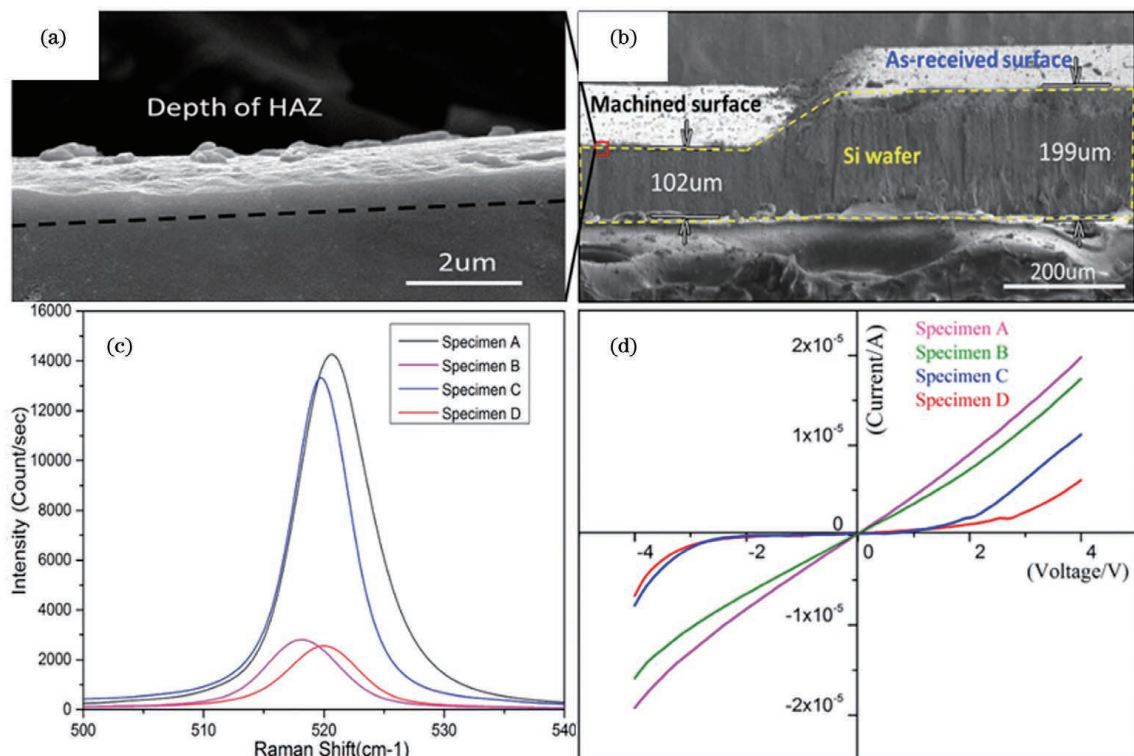 (a)
Depth of HAZ
2um
(b)
As-received surface
Machined surface
Si wafer
199um
102um
200um
(c)
16000
14000
12000
10000
8000
6000
4000
2000
0
Intensity (Count/sec)
Specimen A
Specimen B
Specimen C
Specimen D
500 510 520 530 540
Raman Shift(cm-1)
(d)
Specimen A
Specimen B
Specimen C
Specimen D
(Current/A)
2x10-5
1x10-5
0
-4 -2 0 2 4
(Voltage/V)
-1x10-5
-2x10-5